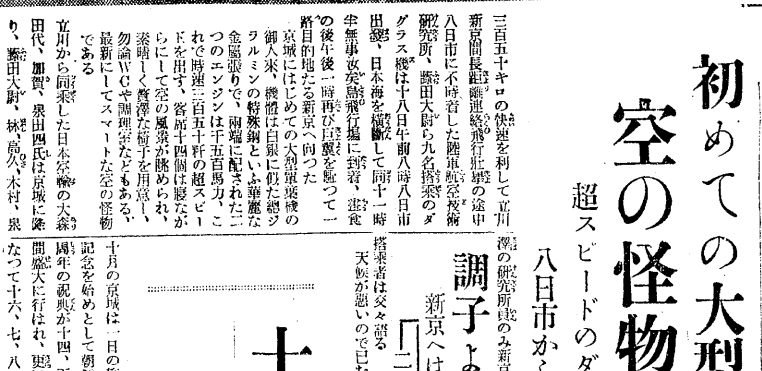 初めての大型
空の怪物
超スピードのダ
八日市か
三百五十キロの快速を利して立川
新京間長距離連絡飛行壮擧の途中
八日市に不時着した陸軍航空技術
研究所、藤田大尉ら九名搭乘のダ
グラス機は十八日午前八時八日市
出發、日本海を横斷して同十一時
半無事汝矣島飛行場に到着、晝食
の後午後一時再び巨翼を駈つて一
路目的地たる新京へ向つた
京城にはじめての大型軍乘機の
御入來、機體は白銀に似た總ジ
ラルミンの特殊鋼といふ華麗な
金屬張りで、兩端に配された二
つのエンジンは千五百馬力、こ
れで時速三百五十粁の超スピー
ドを出す、客席十四個は寢なが
らにして空の風景が眺められ、
素晴しく贅澤な椅子を用意し、
勿論WCや調理室などもある、
最新にしてスマートな空の怪物
である
立川から同乘した日本空輸の大森
田代、加賀、泉田四氏は京城に降
り、藤田大尉、林、高久、木村、泉
澤の研究所員のみ新京
調子よ
新京へは
搭乘者は交々語る
天候が惡いので已む
十
十月の京城は一日の
記念を始めとして朝
周年の祝典が十四、
間盛大に行はれ、更
なつて十六、七、八